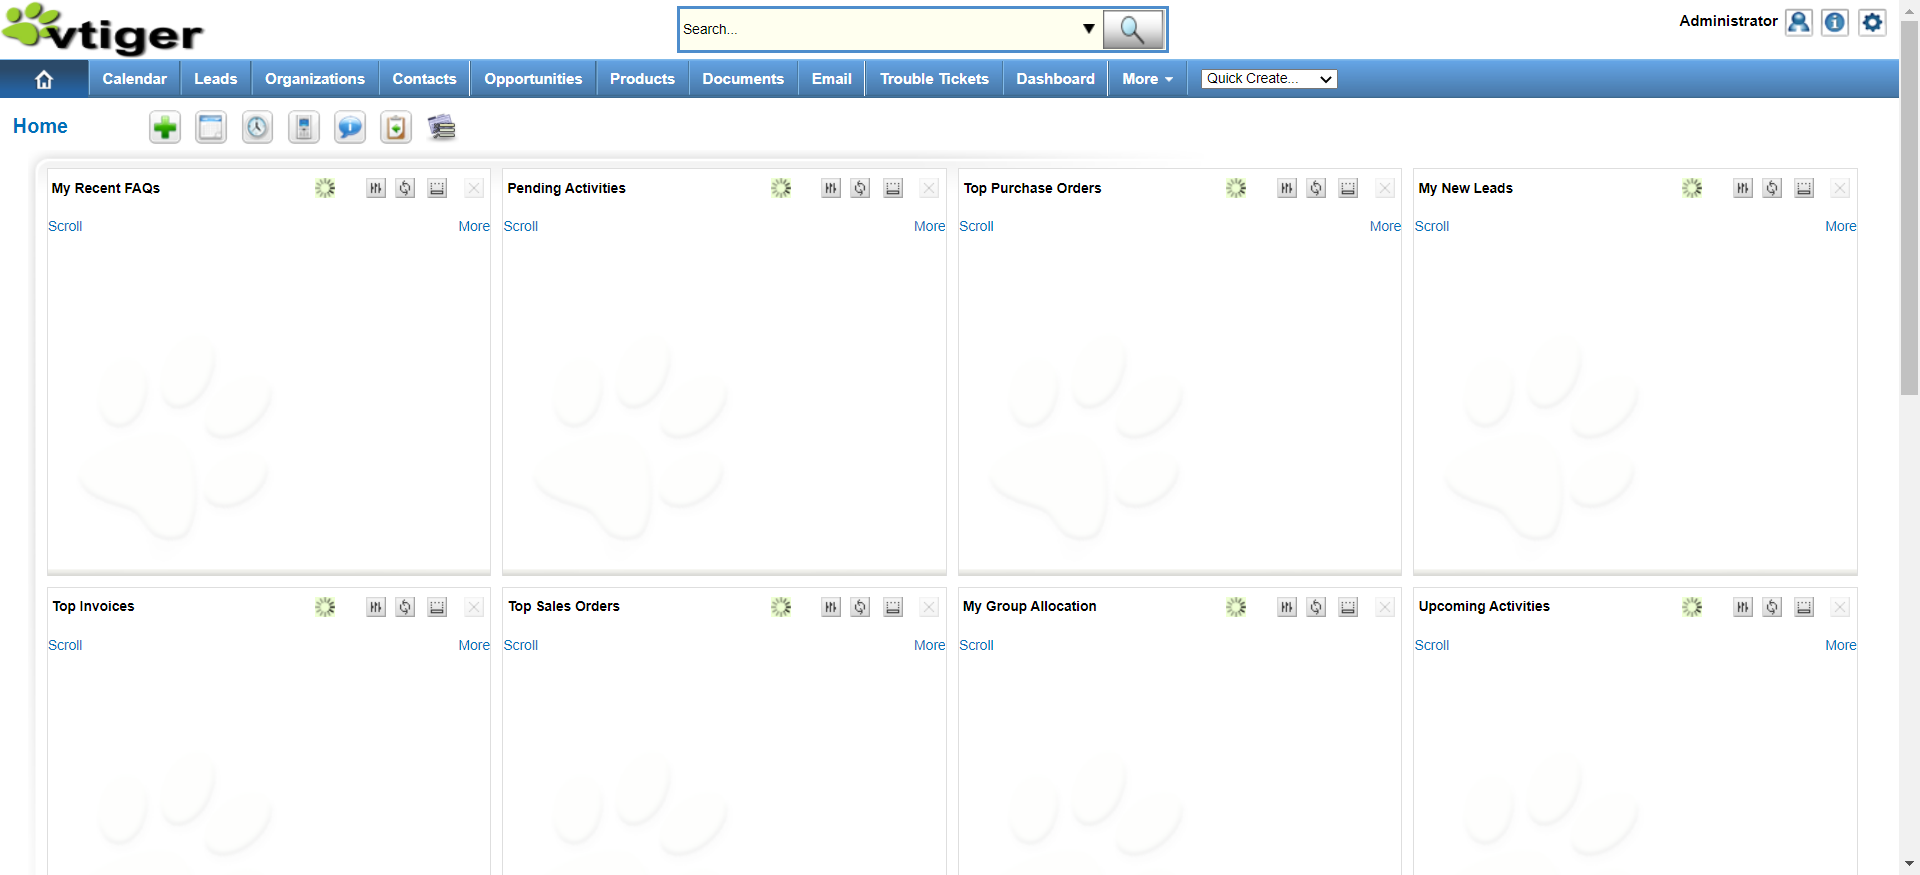 vtiger
Search...
Administrator
Calendar Leads Organizations Contacts Opportunities Products Documents Email Trouble Tickets Dashboard More Quick Create...
Home
My Recent FAQs Pending Activities Top Purchase Orders My New Leads
Scroll More Scroll More Scroll More Scroll More
Top Invoices Top Sales Orders My Group Allocation Upcoming Activities
Scroll More Scroll More Scroll Scroll More